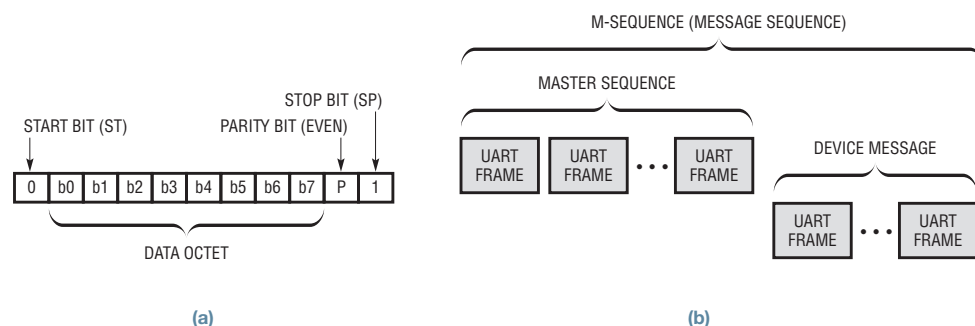 START BIT (ST)
STOP BIT (SP)
PARITY BIT (EVEN)
0 b0 b1 b2 b3 b4 b5 b6 b7 P 1
DATA OCTET
(a)
M-SEQUENCE (MESSAGE SEQUENCE)
MASTER SEQUENCE
UART FRAME
UART FRAME
UART FRAME
DEVICE MESSAGE
UART FRAME
UART FRAME
(b)